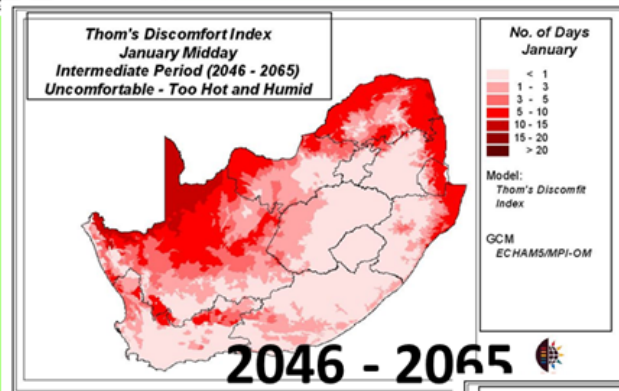 Thom's Discomfort Index
January Midday
Intermediate Period (2046 - 2065)
Uncomfortable - Too Hot and Humid
No. of Days
January
< 1
1 - 3
3 - 5
5 - 10
10 - 15
15 - 20
> 20
Model:
Thom's Discomfit
Index
GCM
ECHAM5/MPI-OM
2046 - 2065